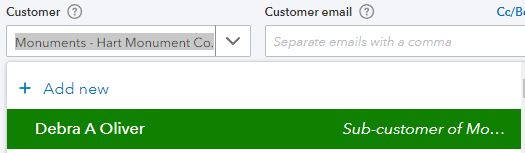 Customer Customer email Cc/B
Monuments - Hart Monument Co. Separate emails with a comma
+ Add new
Debra A Oliver Sub-customer of Mo...